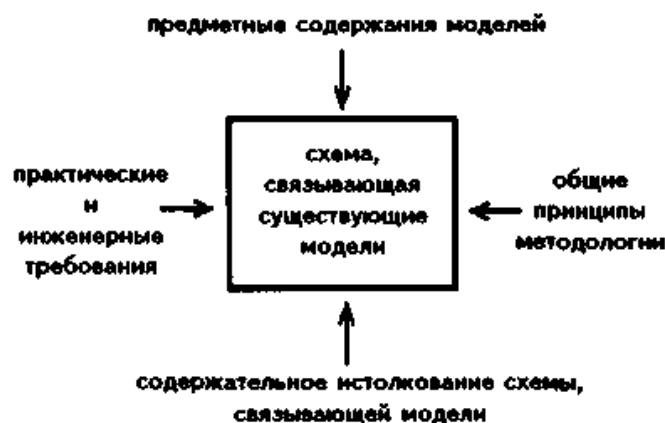 предметные содержания моделей
схема,
связывающая
существующие
модели
практические
и
инженерные
требования
общие
принципы
методологии
содержательное истолкование схемы,
связывающей модели